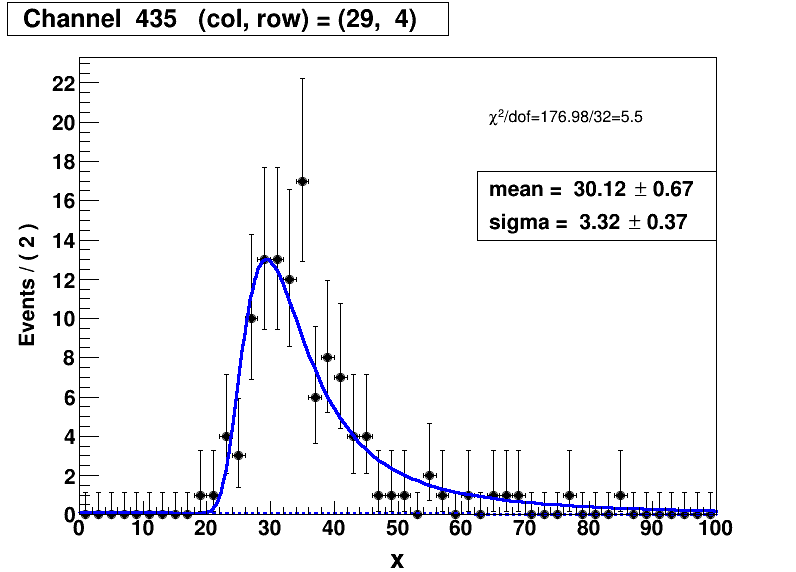 Channel 435 (col, row) = (29, 4)
χ²/dof=176.98/32=5.5
mean = 30.12 ± 0.67
sigma = 3.32 ± 0.37
Events / ( 2 )
22
20
18
16
14
12
10
8
6
4
2
0
0 10 20 30 40 50 60 70 80 90 100
x